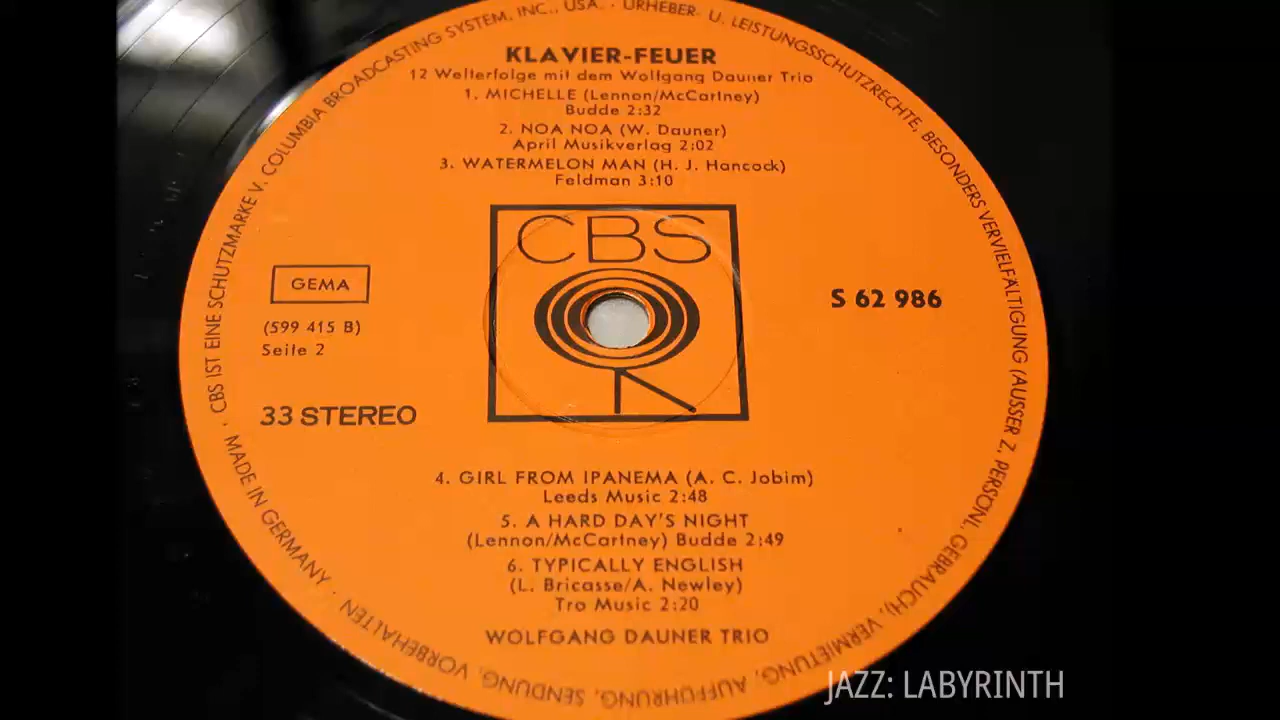 KLAVIER-FEUER
12 Welterfolge mit dem Wolfgang Dauner Trio
1. MICHELLE (Lennon/McCartney)
Budde 2:32
2. NOA NOA (W. Dauner)
April Musikverlag 2:02
3. WATERMELON MAN (H. J. Hancock)
Feldman 3:10
CBS
GEMA
(599 415 B)
Seite 2
33 STEREO
S 62 986
4. GIRL FROM IPANEMA (A. C. Jobim)
Leeds Music 2:48
5. A HARD DAY'S NIGHT
(Lennon/McCartney) Budde 2:49
6. TYPICALLY ENGLISH
(L. Bricasse/A. Newley)
Tro Music 2:20
WOLFGANG DAUNER TRIO
MADE IN GERMANY · CBS IST EINE SCHUTZMARKE V. COLUMBIA BROADCASTING SYSTEM, INC., USA. · URHEBER- U. LEISTUNGSSCHUTZRECHTE, BESONDERS VERVIELFÄLTIGUNG (AUSSER Z. PERSÖNL. GEBRAUCH), VERMIETUNG, AUFFÜHRUNG, SENDUNG, VORBEHALTEN ·
JAZZ: LABYRINTH